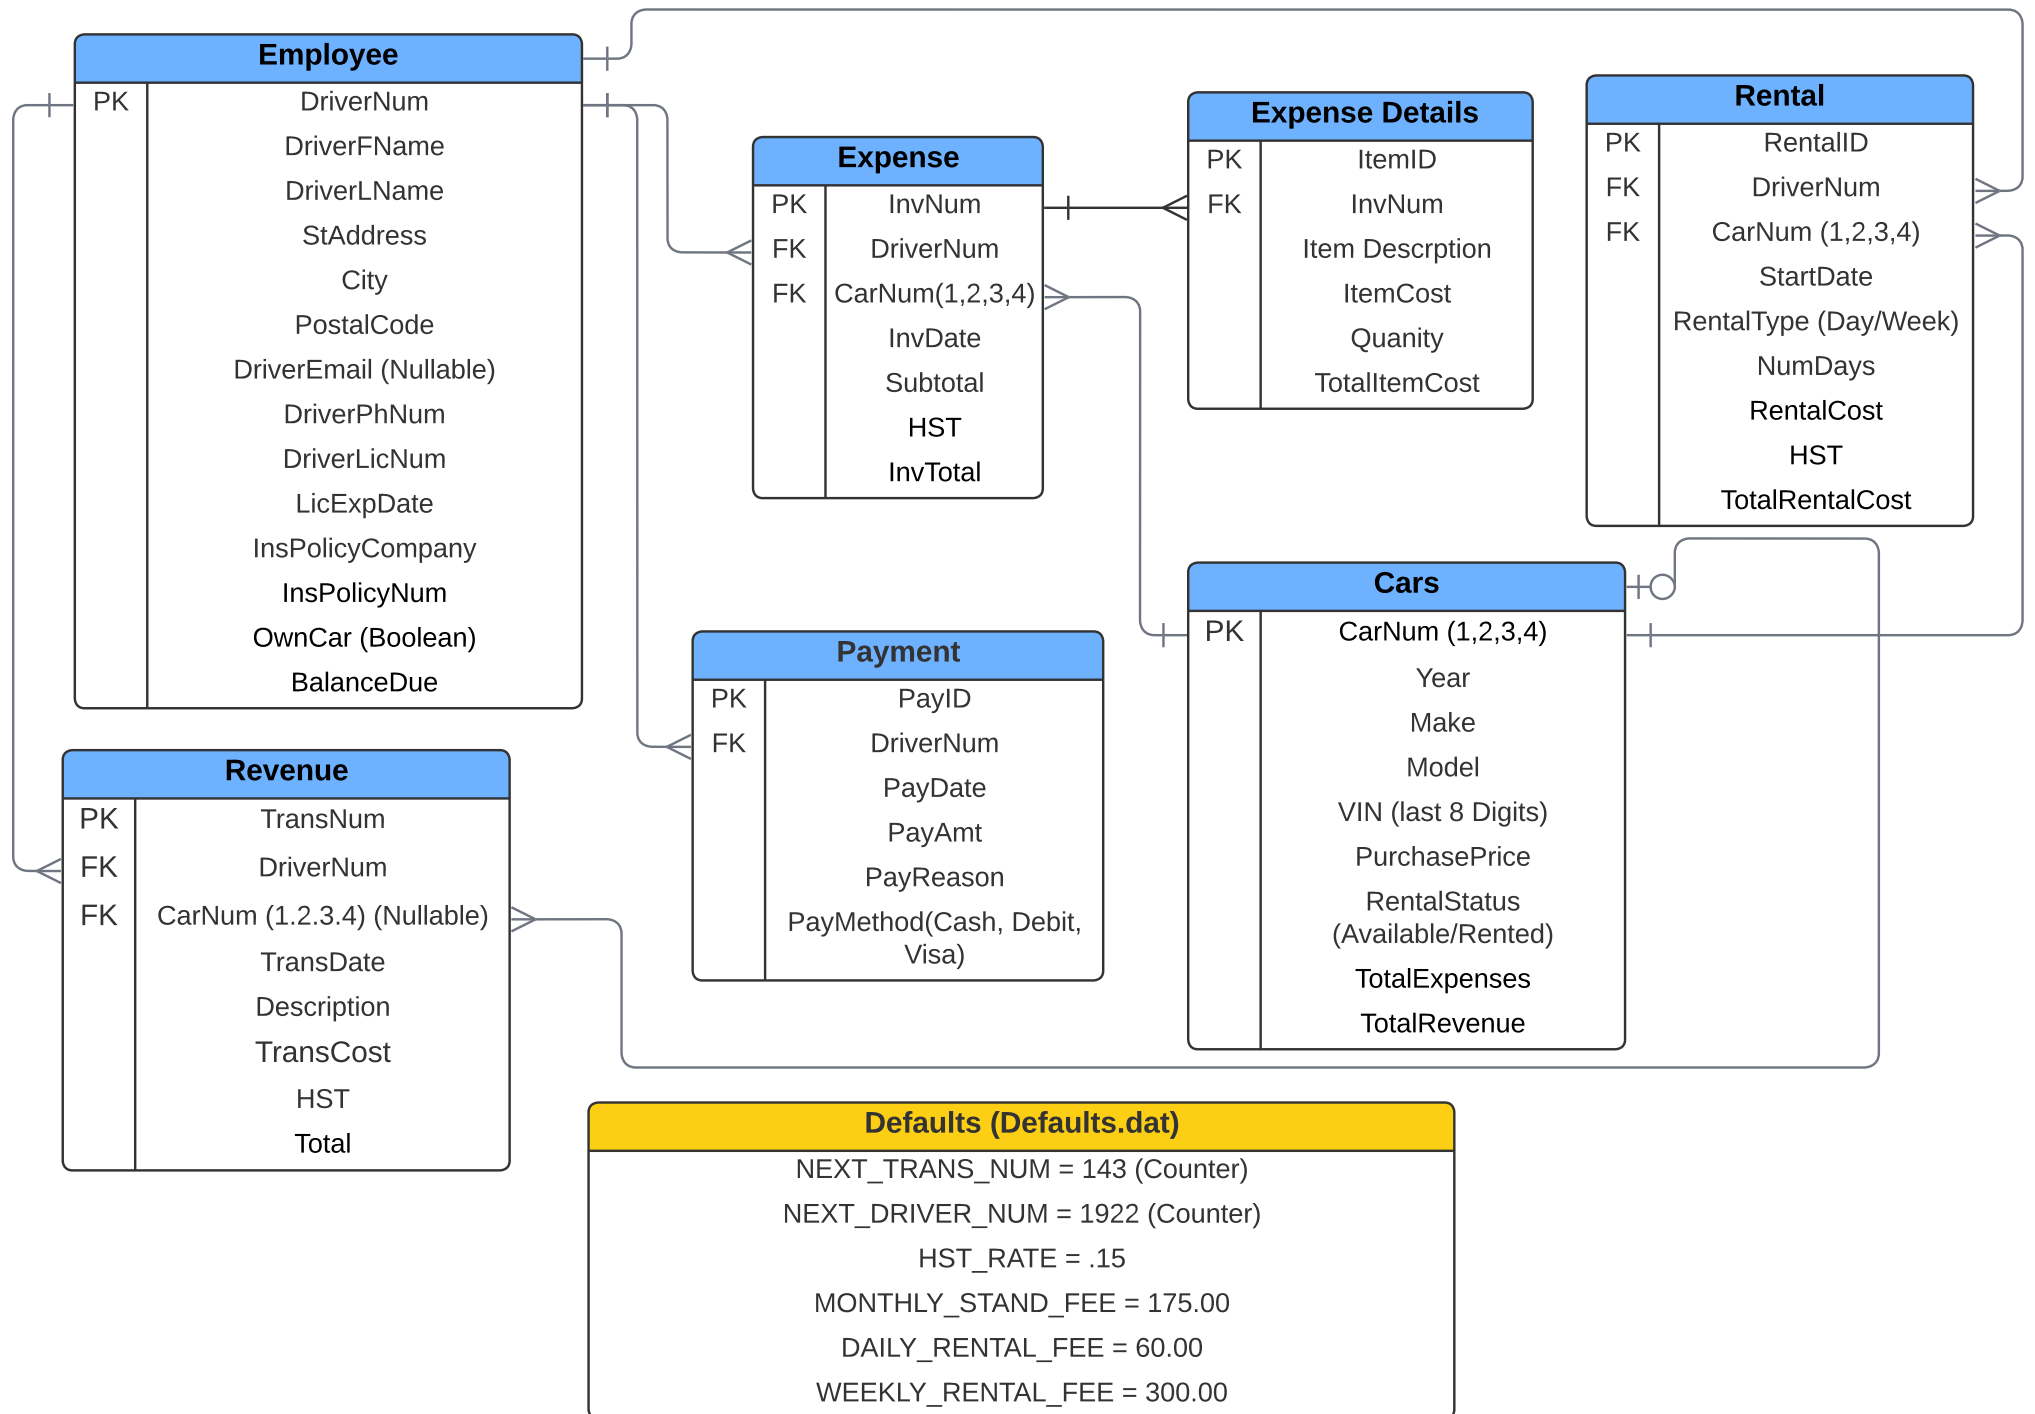 Employee
PK DriverNum
DriverFName
DriverLName
StAddress
City
PostalCode
DriverEmail (Nullable)
DriverPhNum
DriverLicNum
LicExpDate
InsPolicyCompany
InsPolicyNum
OwnCar (Boolean)
BalanceDue
Expense
PK InvNum
FK DriverNum
FK CarNum(1,2,3,4)
InvDate
Subtotal
HST
InvTotal
Expense Details
PK ItemID
FK InvNum
Item Descrption
ItemCost
Quanity
TotalItemCost
Rental
PK RentalID
FK DriverNum
FK CarNum (1,2,3,4)
StartDate
RentalType (Day/Week)
NumDays
RentalCost
HST
TotalRentalCost
Revenue
PK TransNum
FK DriverNum
FK CarNum (1.2.3.4) (Nullable)
TransDate
Description
TransCost
HST
Total
Payment
PK PayID
FK DriverNum
PayDate
PayAmt
PayReason
PayMethod(Cash, Debit,
Visa)
Cars
PK CarNum (1,2,3,4)
Year
Make
Model
VIN (last 8 Digits)
PurchasePrice
RentalStatus
(Available/Rented)
TotalExpenses
TotalRevenue
Defaults (Defaults.dat)
NEXT_TRANS_NUM = 143 (Counter)
NEXT_DRIVER_NUM = 1922 (Counter)
HST_RATE = .15
MONTHLY_STAND_FEE = 175.00
DAILY_RENTAL_FEE = 60.00
WEEKLY_RENTAL_FEE = 300.00